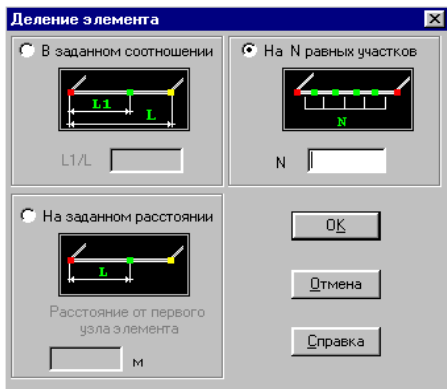 Деление элемента
В заданном соотношении
L1
L
L1/L
На N равных участков
N
N
На заданном расстоянии
L
Расстояние от первого
узла элемента
м
OK
Отмена
Справка